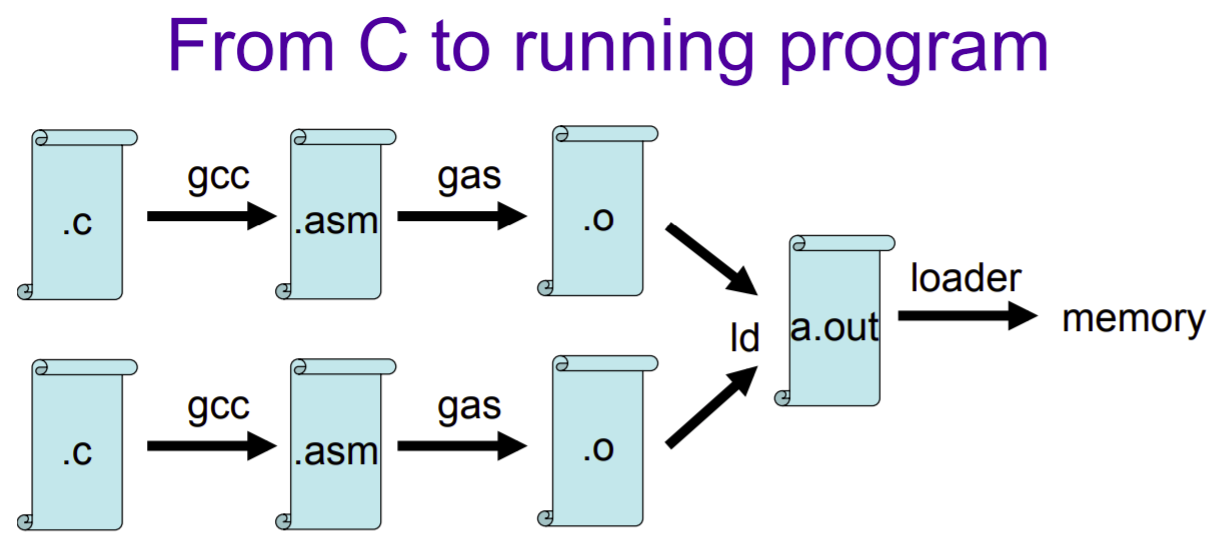 From C to running program
gcc
gas
.c
.asm
.o
loader
ld
a.out
memory
gcc
gas
.c
.asm
.o